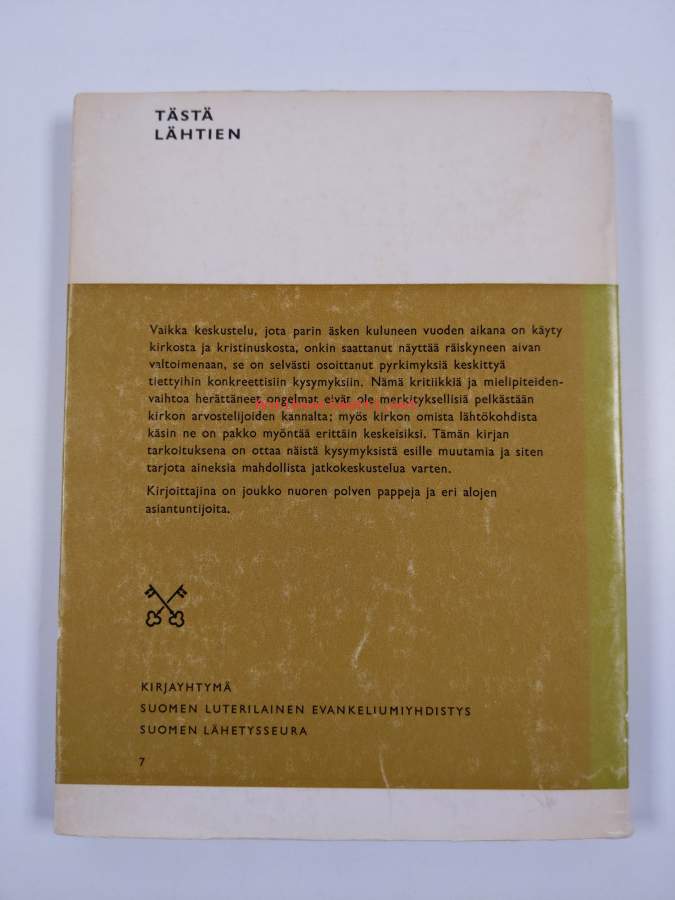 TÄSTÄ
LÄHTIEN
Vaikka keskustelu, jota parin äsken kuluneen vuoden aikana on käyty
kirkosta ja kristinuskosta, onkin saattanut näyttää räiskyneen aivan
valtoimenaan, se on selvästi osoittanut pyrkimyksiä keskittyä
tiettyihin konkreettisiin kysymyksiin. Nämä kritiikkiä ja mielipiteiden-
vaihtoa herättäneet ongelmat eivät ole merkityksellisiä pelkästään
kirkon arvostelijoiden kannalta; myös kirkon omista lähtökohdista
käsin ne on pakko myöntää erittäin keskeisiksi. Tämän kirjan
tarkoituksena on ottaa näistä kysymyksistä esille muutamia ja siten
tarjota aineksia mahdollista jatkokeskustelua varten.
Kirjoittajina on joukko nuoren polven pappeja ja eri alojen
asiantuntijoita.
KIRJAYHTYMÄ
SUOMEN LUTERILAINEN EVANKELIUMIYHDISTYS
SUOMEN LÄHETYSSEURA
7